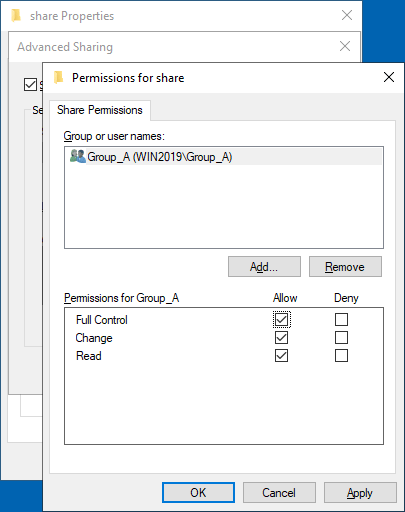 share Properties
Advanced Sharing
Permissions for share
Share Permissions
Group or user names:
Group_A (WIN2019\Group_A)
Add...
Remove
Permissions for Group_A Allow Deny
Full Control
Change
Read
OK Cancel Apply